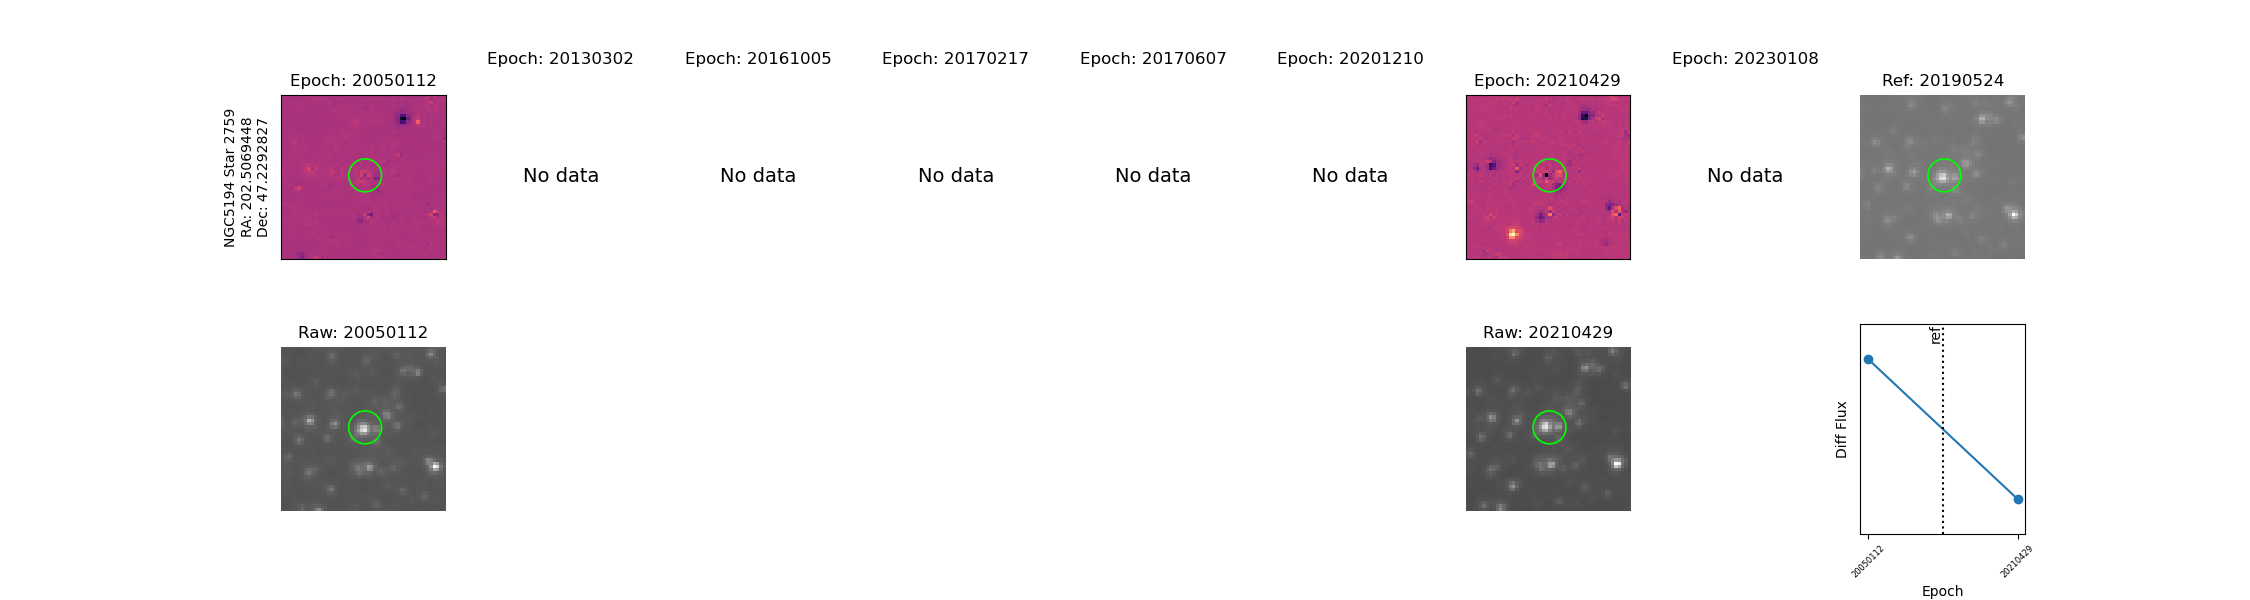 Epoch: 20050112
Epoch: 20130302
Epoch: 20161005
Epoch: 20170217
Epoch: 20170607
Epoch: 20201210
Epoch: 20210429
Epoch: 20230108
Ref: 20190524
NGC5194 Star 2759
RA: 202.5069448
Dec: 47.2292827
No data
No data
No data
No data
No data
No data
Raw: 20050112
Raw: 20210429
ref
Diff Flux
20050112
20210429
Epoch